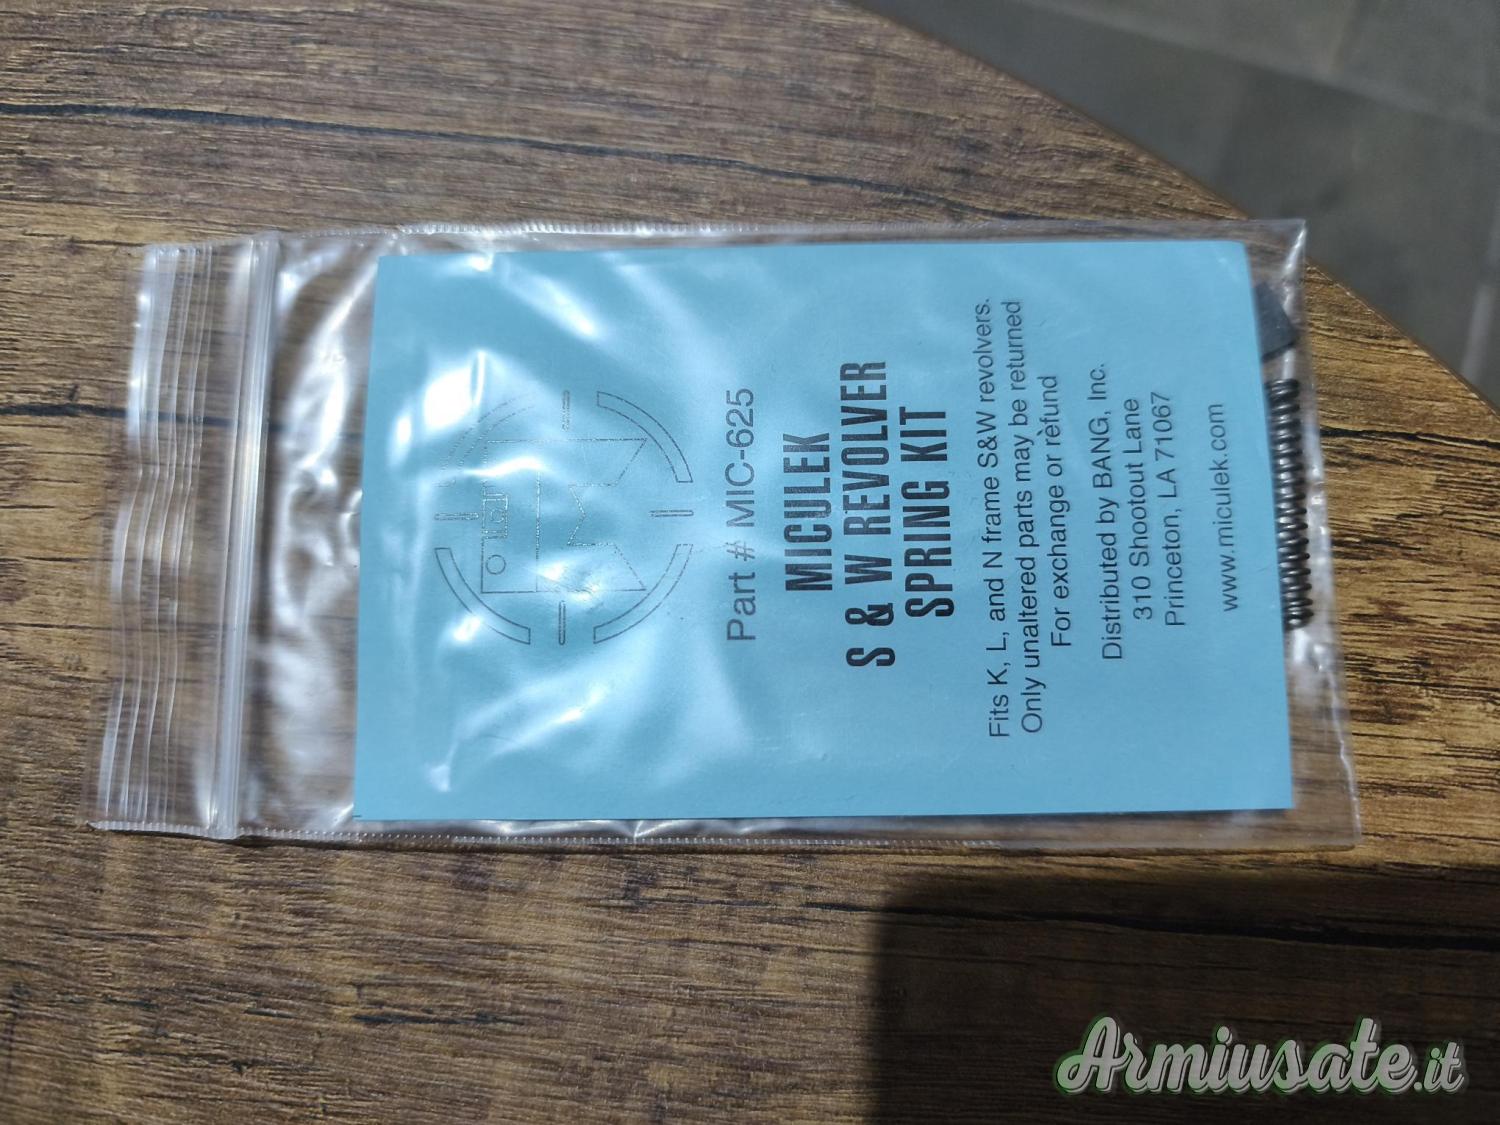 Part # MIC-625
MICULEK
S & W REVOLVER
SPRING KIT
Fits K, L, and N frame S&W revolvers.
Only unaltered parts may be returned
For exchange or refund
Distributed by BANG, Inc.
310 Shootout Lane
Princeton, LA 71067
www.miculek.com
Armiusate.it